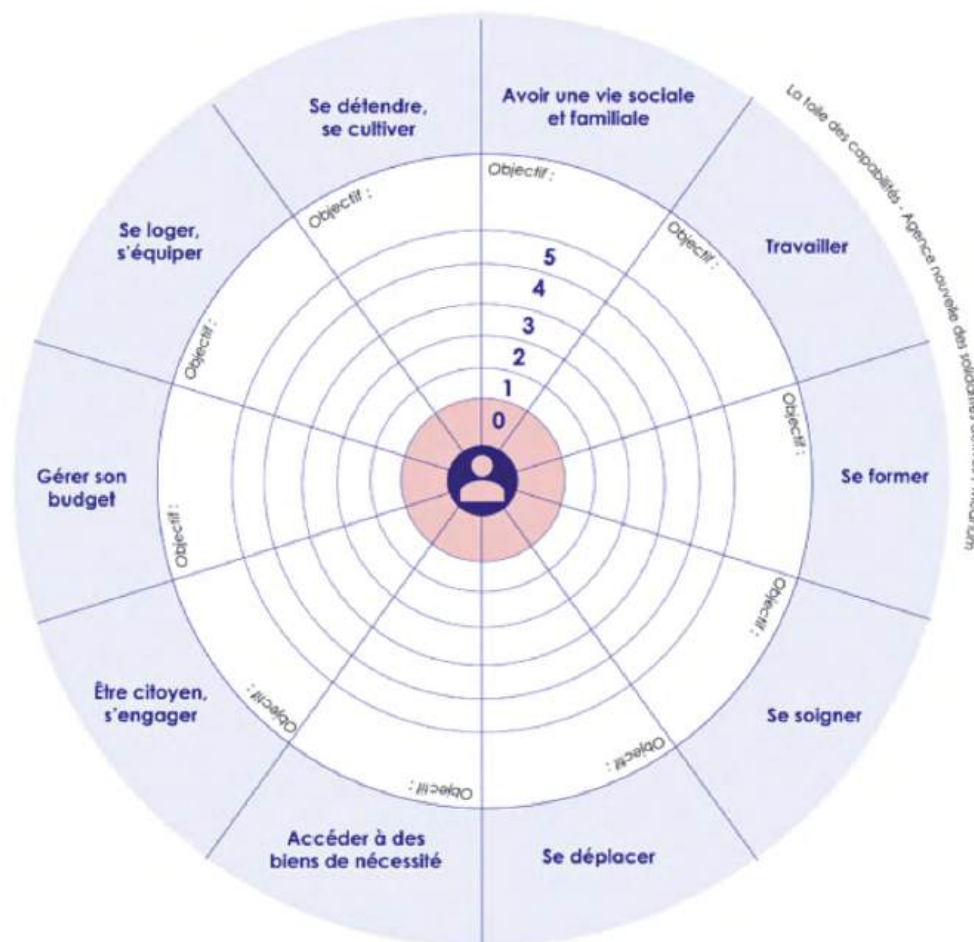 Avoir une vie sociale
et familiale
Travailler
Se former
Se soigner
Se déplacer
Accéder à des
biens de nécessité
Être citoyen,
s'engager
Gérer son
budget
Se loger,
s'équiper
Se détendre,
se cultiver
Objectif :
Objectif :
Objectif :
Objectif :
Objectif :
Objectif :
Objectif :
Objectif :
Objectif :
Objectif :
5
4
3
2
1
0
La toile des capabilités - Agence nouvelle des solidarités actives